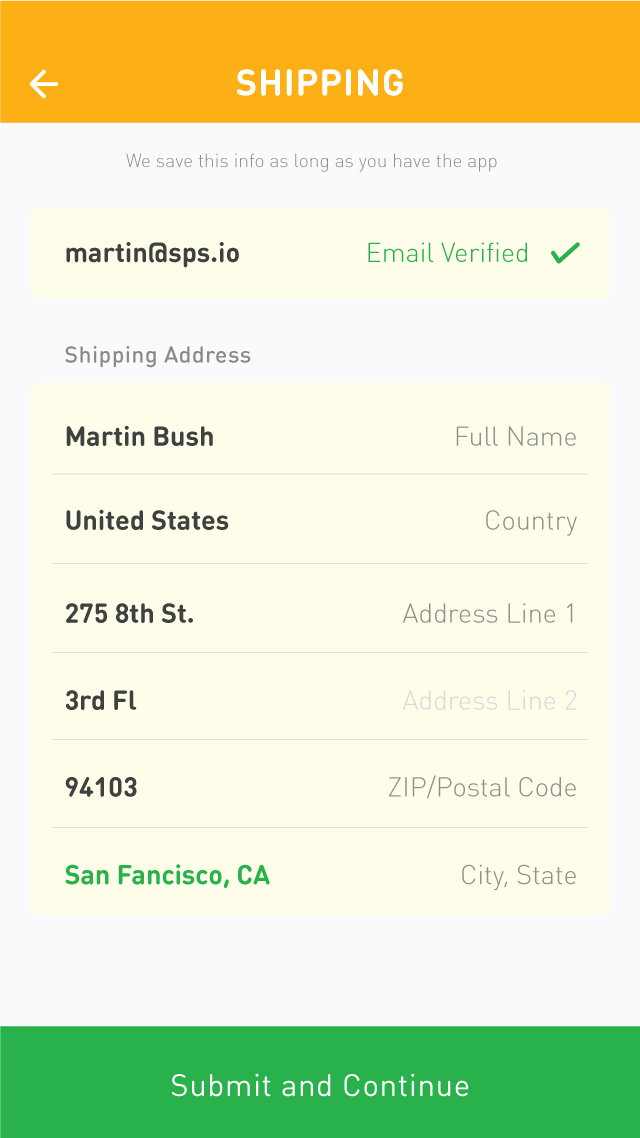 SHIPPING
We save this info as long as you have the app
martin@sps.io Email Verified
Shipping Address
Martin Bush Full Name
United States Country
275 8th St. Address Line 1
3rd Fl Address Line 2
94103 ZIP/Postal Code
San Fancisco, CA City, State
Submit and Continue